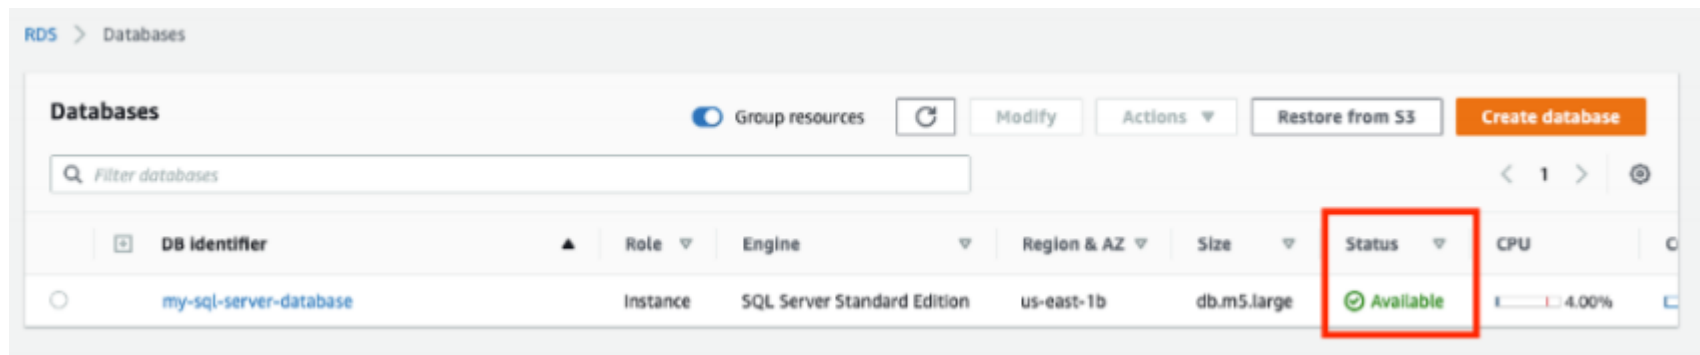 RDS > Databases
Databases Group resources Modify Actions Restore from S3 Create database
Filter databases < 1 >
DB identifier Role Engine Region & AZ Size Status CPU C
my-sql-server-database Instance SQL Server Standard Edition us-east-1b db.m5.large Available 4.00%